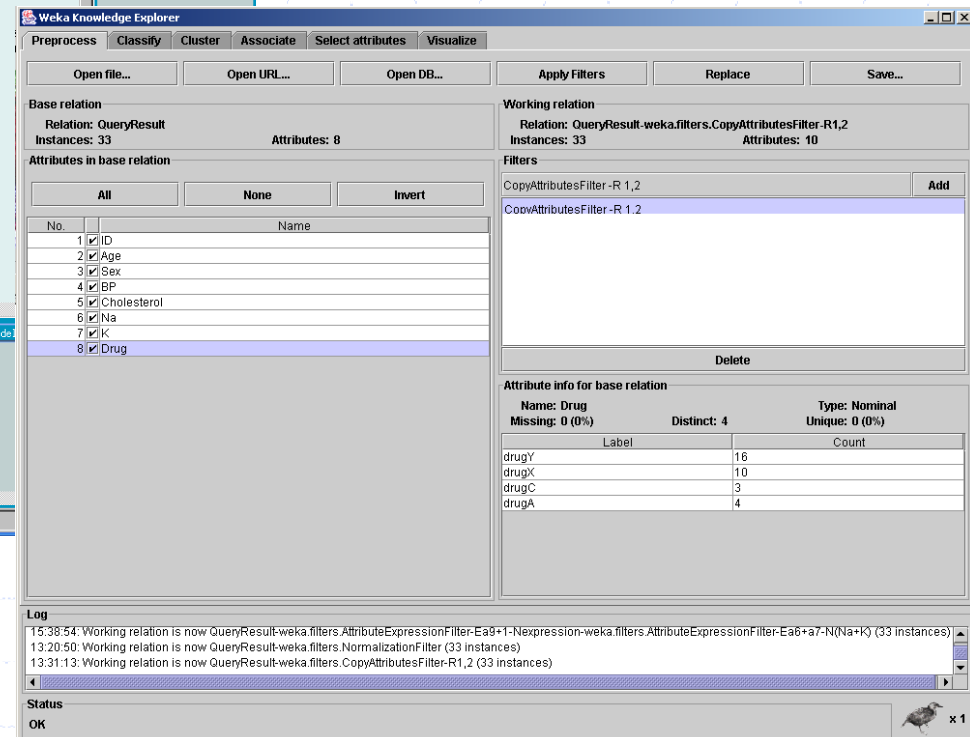 Weka Knowledge Explorer
Preprocess Classify Cluster Associate Select attributes Visualize
Open file... Open URL... Open DB... Apply Filters Replace Save...
Base relation
Relation: QueryResult
Instances: 33 Attributes: 8
Attributes in base relation
All None Invert
No. Name
1 ID
2 Age
3 Sex
4 BP
5 Cholesterol
6 Na
7 K
8 Drug
Working relation
Relation: QueryResult-weka.filters.CopyAttributesFilter-R1,2
Instances: 33 Attributes: 10
Filters
CopyAttributesFilter -R 1,2 Add
CopyAttributesFilter -R 1,2
Delete
Attribute info for base relation
Name: Drug Type: Nominal
Missing: 0 (0%) Distinct: 4 Unique: 0 (0%)
Label Count
drugY 16
drugX 10
drugC 3
drugA 4
Log
15:38:54: Working relation is now QueryResult-weka.filters.AttributeExpressionFilter-Ea9+1-Nexpression-weka.filters.AttributeExpressionFilter-Ea6+a7-N(Na+K) (33 instances)
13:20:50: Working relation is now QueryResult-weka.filters.NormalizationFilter (33 instances)
13:31:13: Working relation is now QueryResult-weka.filters.CopyAttributesFilter-R1,2 (33 instances)
Status
OK x 1